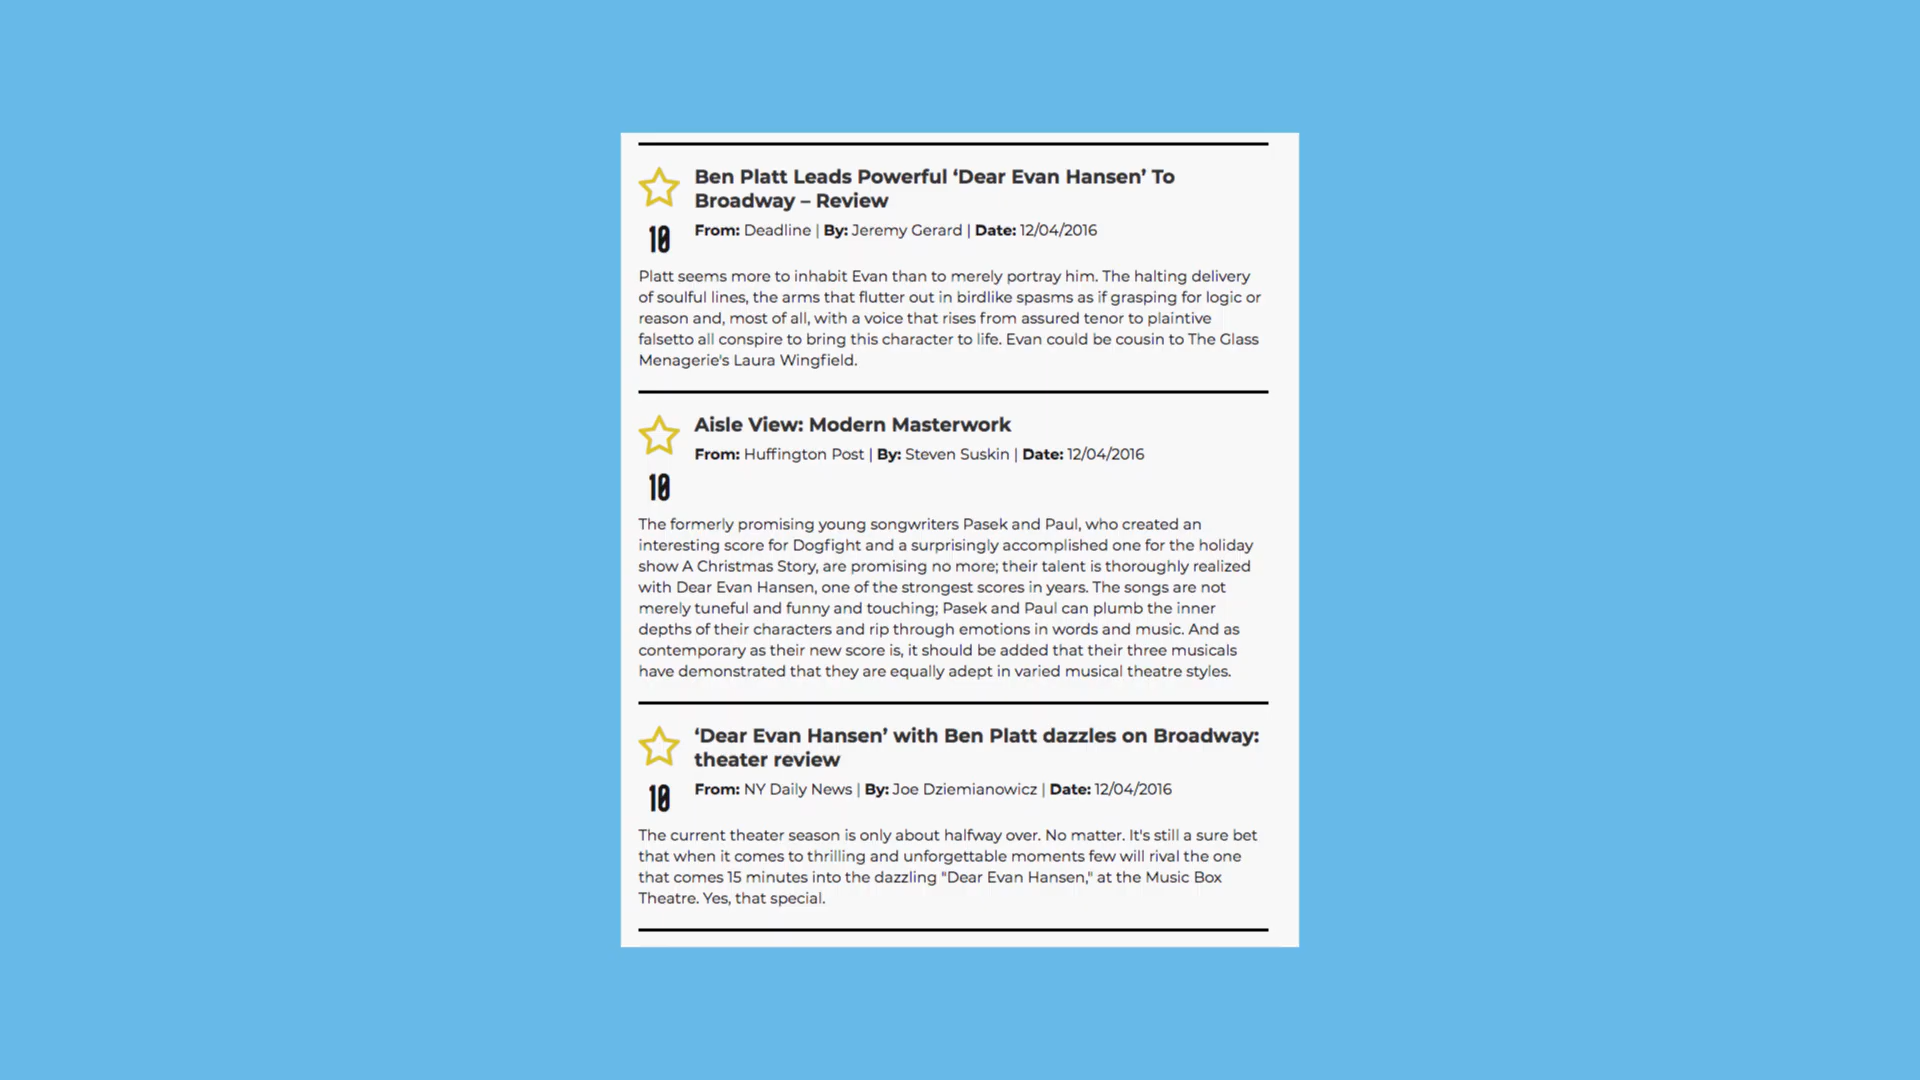 Ben Platt Leads Powerful ‘Dear Evan Hansen’ To
Broadway – Review
From: Deadline | By: Jeremy Gerard | Date: 12/04/2016
10
Platt seems more to inhabit Evan than to merely portray him. The halting delivery
of soulful lines, the arms that flutter out in birdlike spasms as if grasping for logic or
reason and, most of all, with a voice that rises from assured tenor to plaintive
falsetto all conspire to bring this character to life. Evan could be cousin to The Glass
Menagerie's Laura Wingfield.
Aisle View: Modern Masterwork
From: Huffington Post | By: Steven Suskin | Date: 12/04/2016
10
The formerly promising young songwriters Pasek and Paul, who created an
interesting score for Dogfight and a surprisingly accomplished one for the holiday
show A Christmas Story, are promising no more; their talent is thoroughly realized
with Dear Evan Hansen, one of the strongest scores in years. The songs are not
merely tuneful and funny and touching; Pasek and Paul can plumb the inner
depths of their characters and rip through emotions in words and music. And as
contemporary as their new score is, it should be added that their three musicals
have demonstrated that they are equally adept in varied musical theatre styles.
‘Dear Evan Hansen’ with Ben Platt dazzles on Broadway:
theater review
From: NY Daily News | By: Joe Dziemianowicz | Date: 12/04/2016
10
The current theater season is only about halfway over. No matter. It's still a sure bet
that when it comes to thrilling and unforgettable moments few will rival the one
that comes 15 minutes into the dazzling "Dear Evan Hansen," at the Music Box
Theatre. Yes, that special.